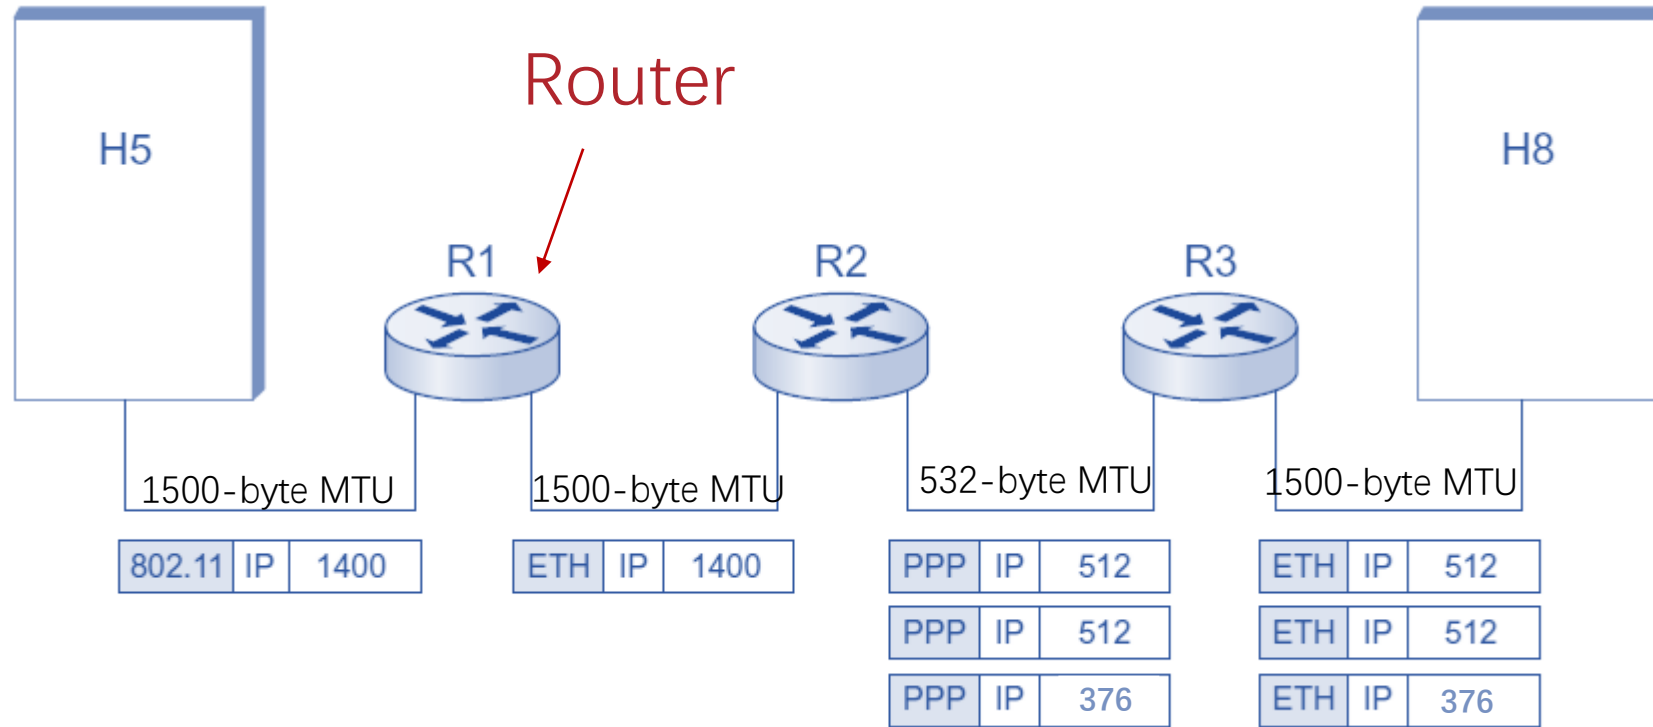 Router
H5
H8
R1
R2
R3
1500-byte MTU
1500-byte MTU
532-byte MTU
1500-byte MTU
802.11 IP 1400
ETH IP 1400
PPP IP 512
ETH IP 512
PPP IP 512
ETH IP 512
PPP IP 376
ETH IP 376